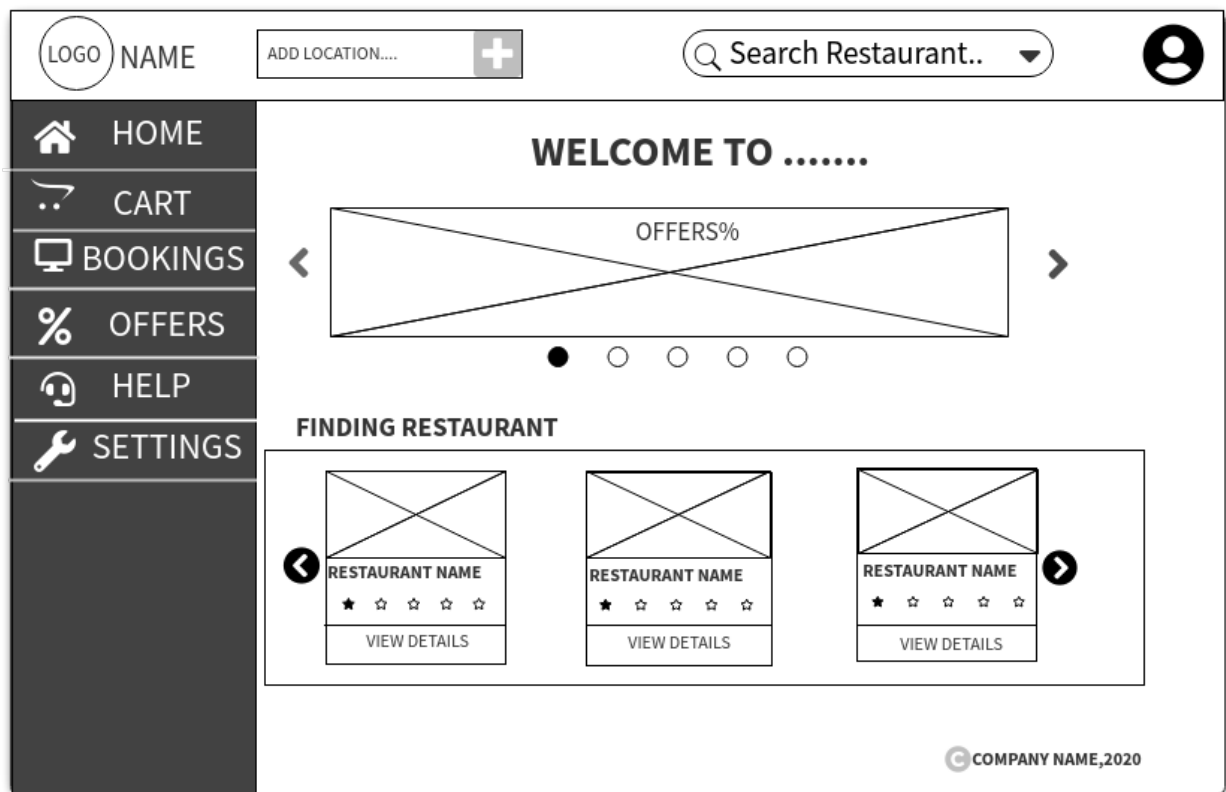 LOGO NAME
ADD LOCATION....
Search Restaurant..
HOME
CART
BOOKINGS
OFFERS
HELP
SETTINGS
WELCOME TO .......
OFFERS%
FINDING RESTAURANT
RESTAURANT NAME
VIEW DETAILS
RESTAURANT NAME
VIEW DETAILS
RESTAURANT NAME
VIEW DETAILS
©COMPANY NAME,2020